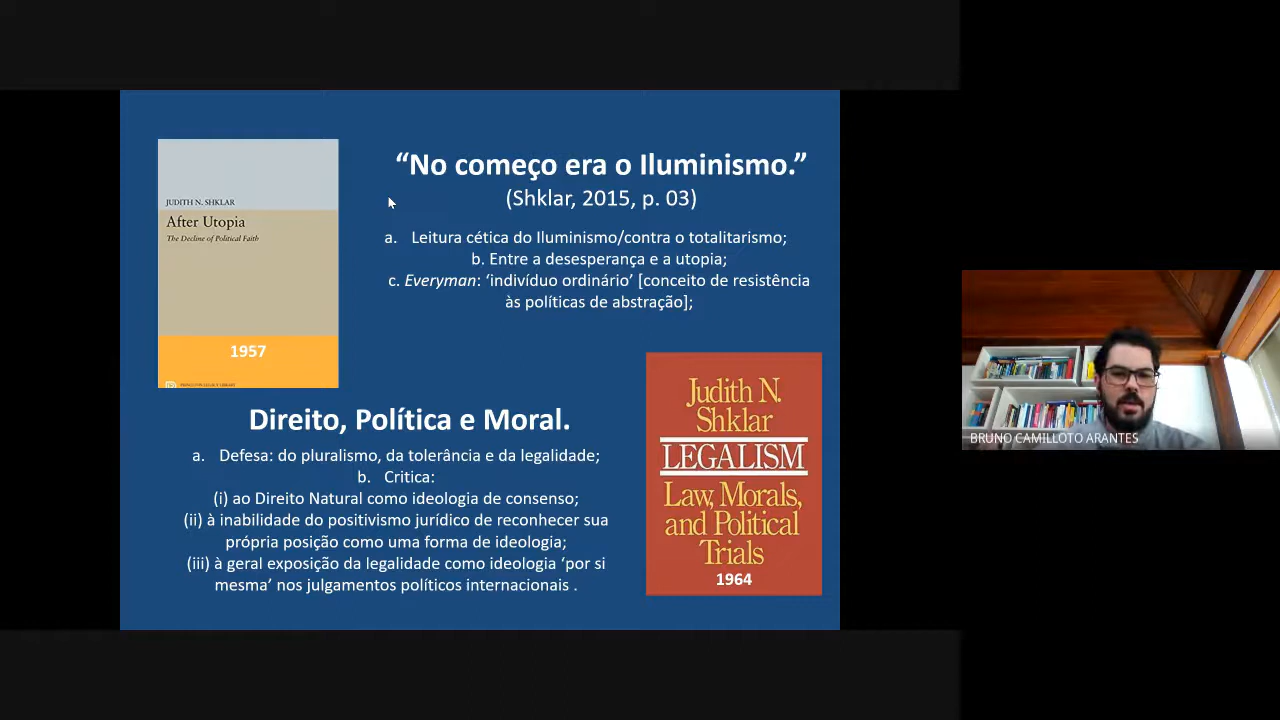 JUDITH N. SHKLAR
After Utopia
The Decline of Political Faith
1957
“No começo era o Iluminismo.”
(Shklar, 2015, p. 03)
a. Leitura cética do Iluminismo/contra o totalitarismo;
b. Entre a desesperança e a utopia;
c. Everyman: ‘indivíduo ordinário’ [conceito de resistência
às políticas de abstração];
Direito, Política e Moral.
a. Defesa: do pluralismo, da tolerância e da legalidade;
b. Critica:
(i) ao Direito Natural como ideologia de consenso;
(ii) à inabilidade do positivismo jurídico de reconhecer sua
própria posição como uma forma de ideologia;
(iii) à geral exposição da legalidade como ideologia ‘por si
mesma’ nos julgamentos políticos internacionais .
Judith N.
Shklar
LEGALISM
Law, Morals,
and Political
Trials
1964
BRUNO CAMILLOTO ARANTES